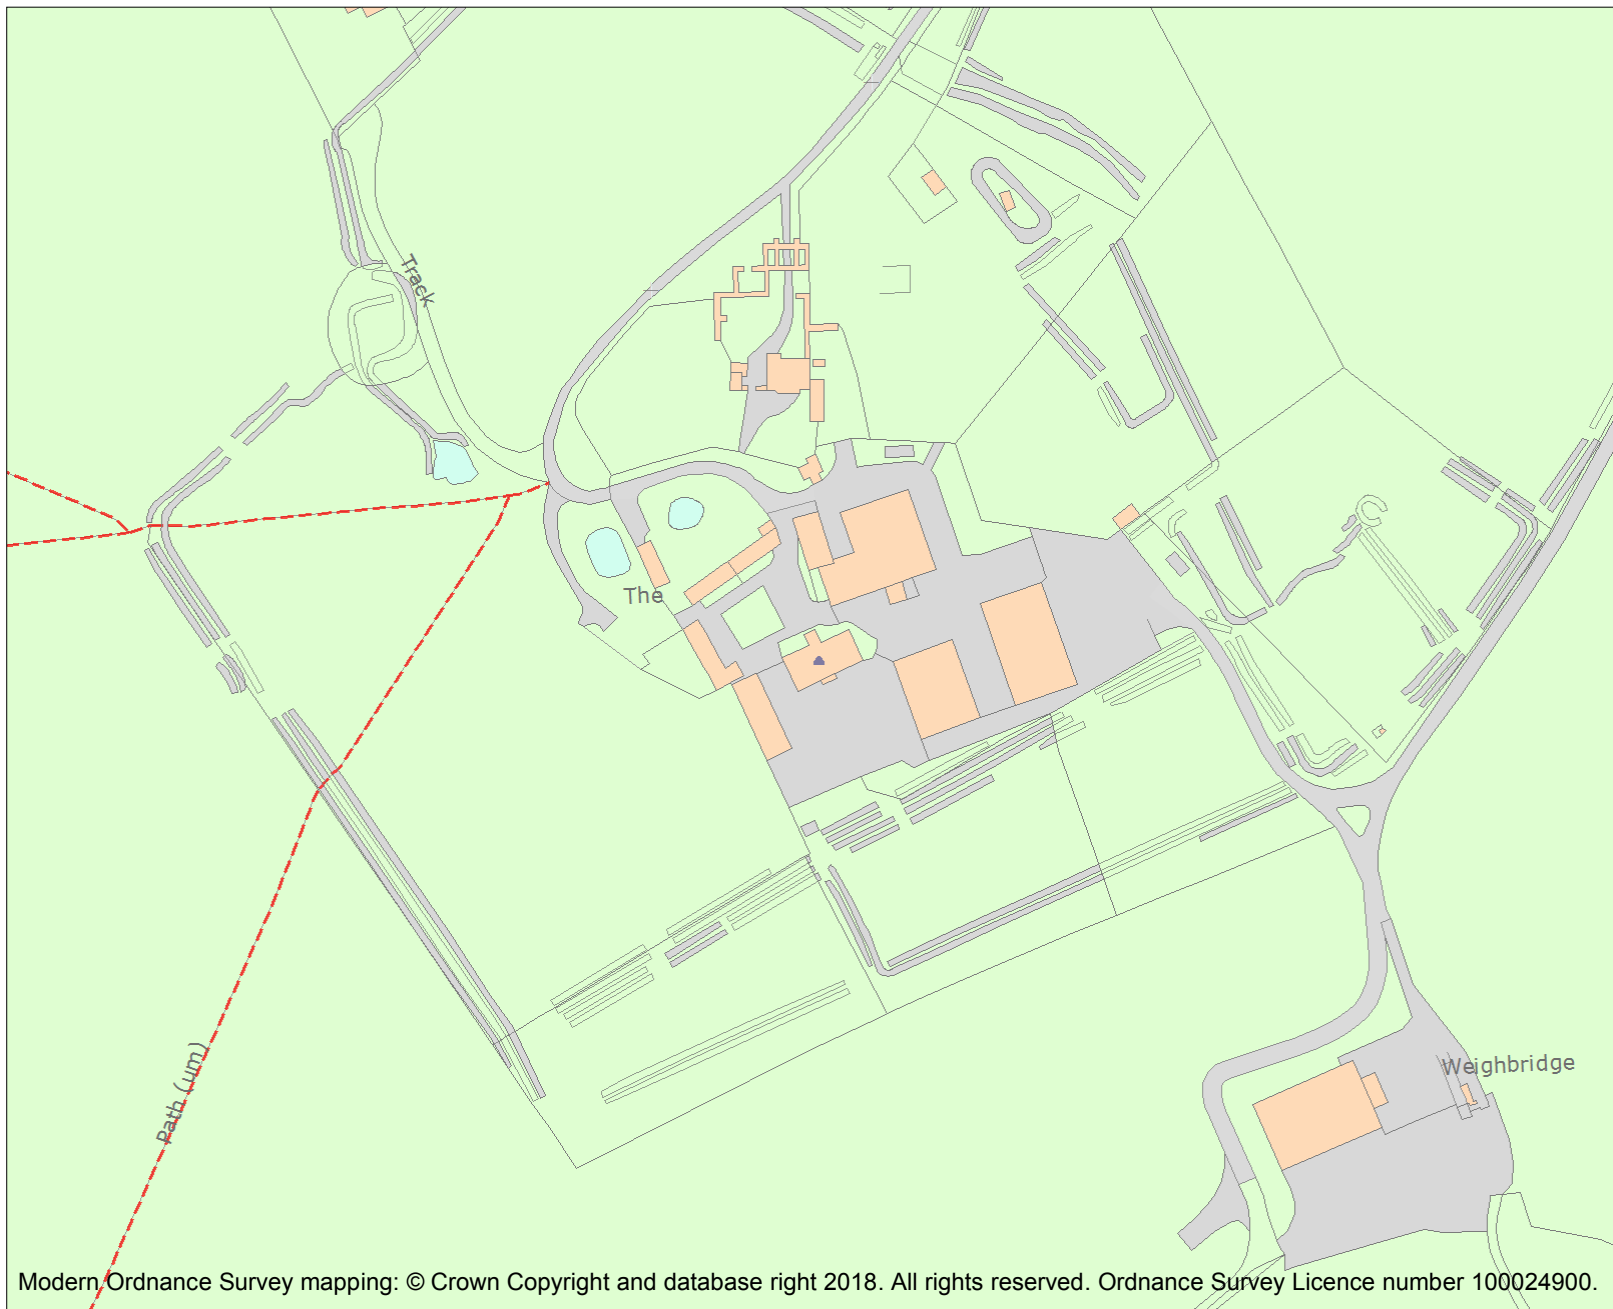 Track
The
Path (um)
Weighbridge
Modern Ordnance Survey mapping: © Crown Copyright and database right 2018. All rights reserved. Ordnance Survey Licence number 100024900.